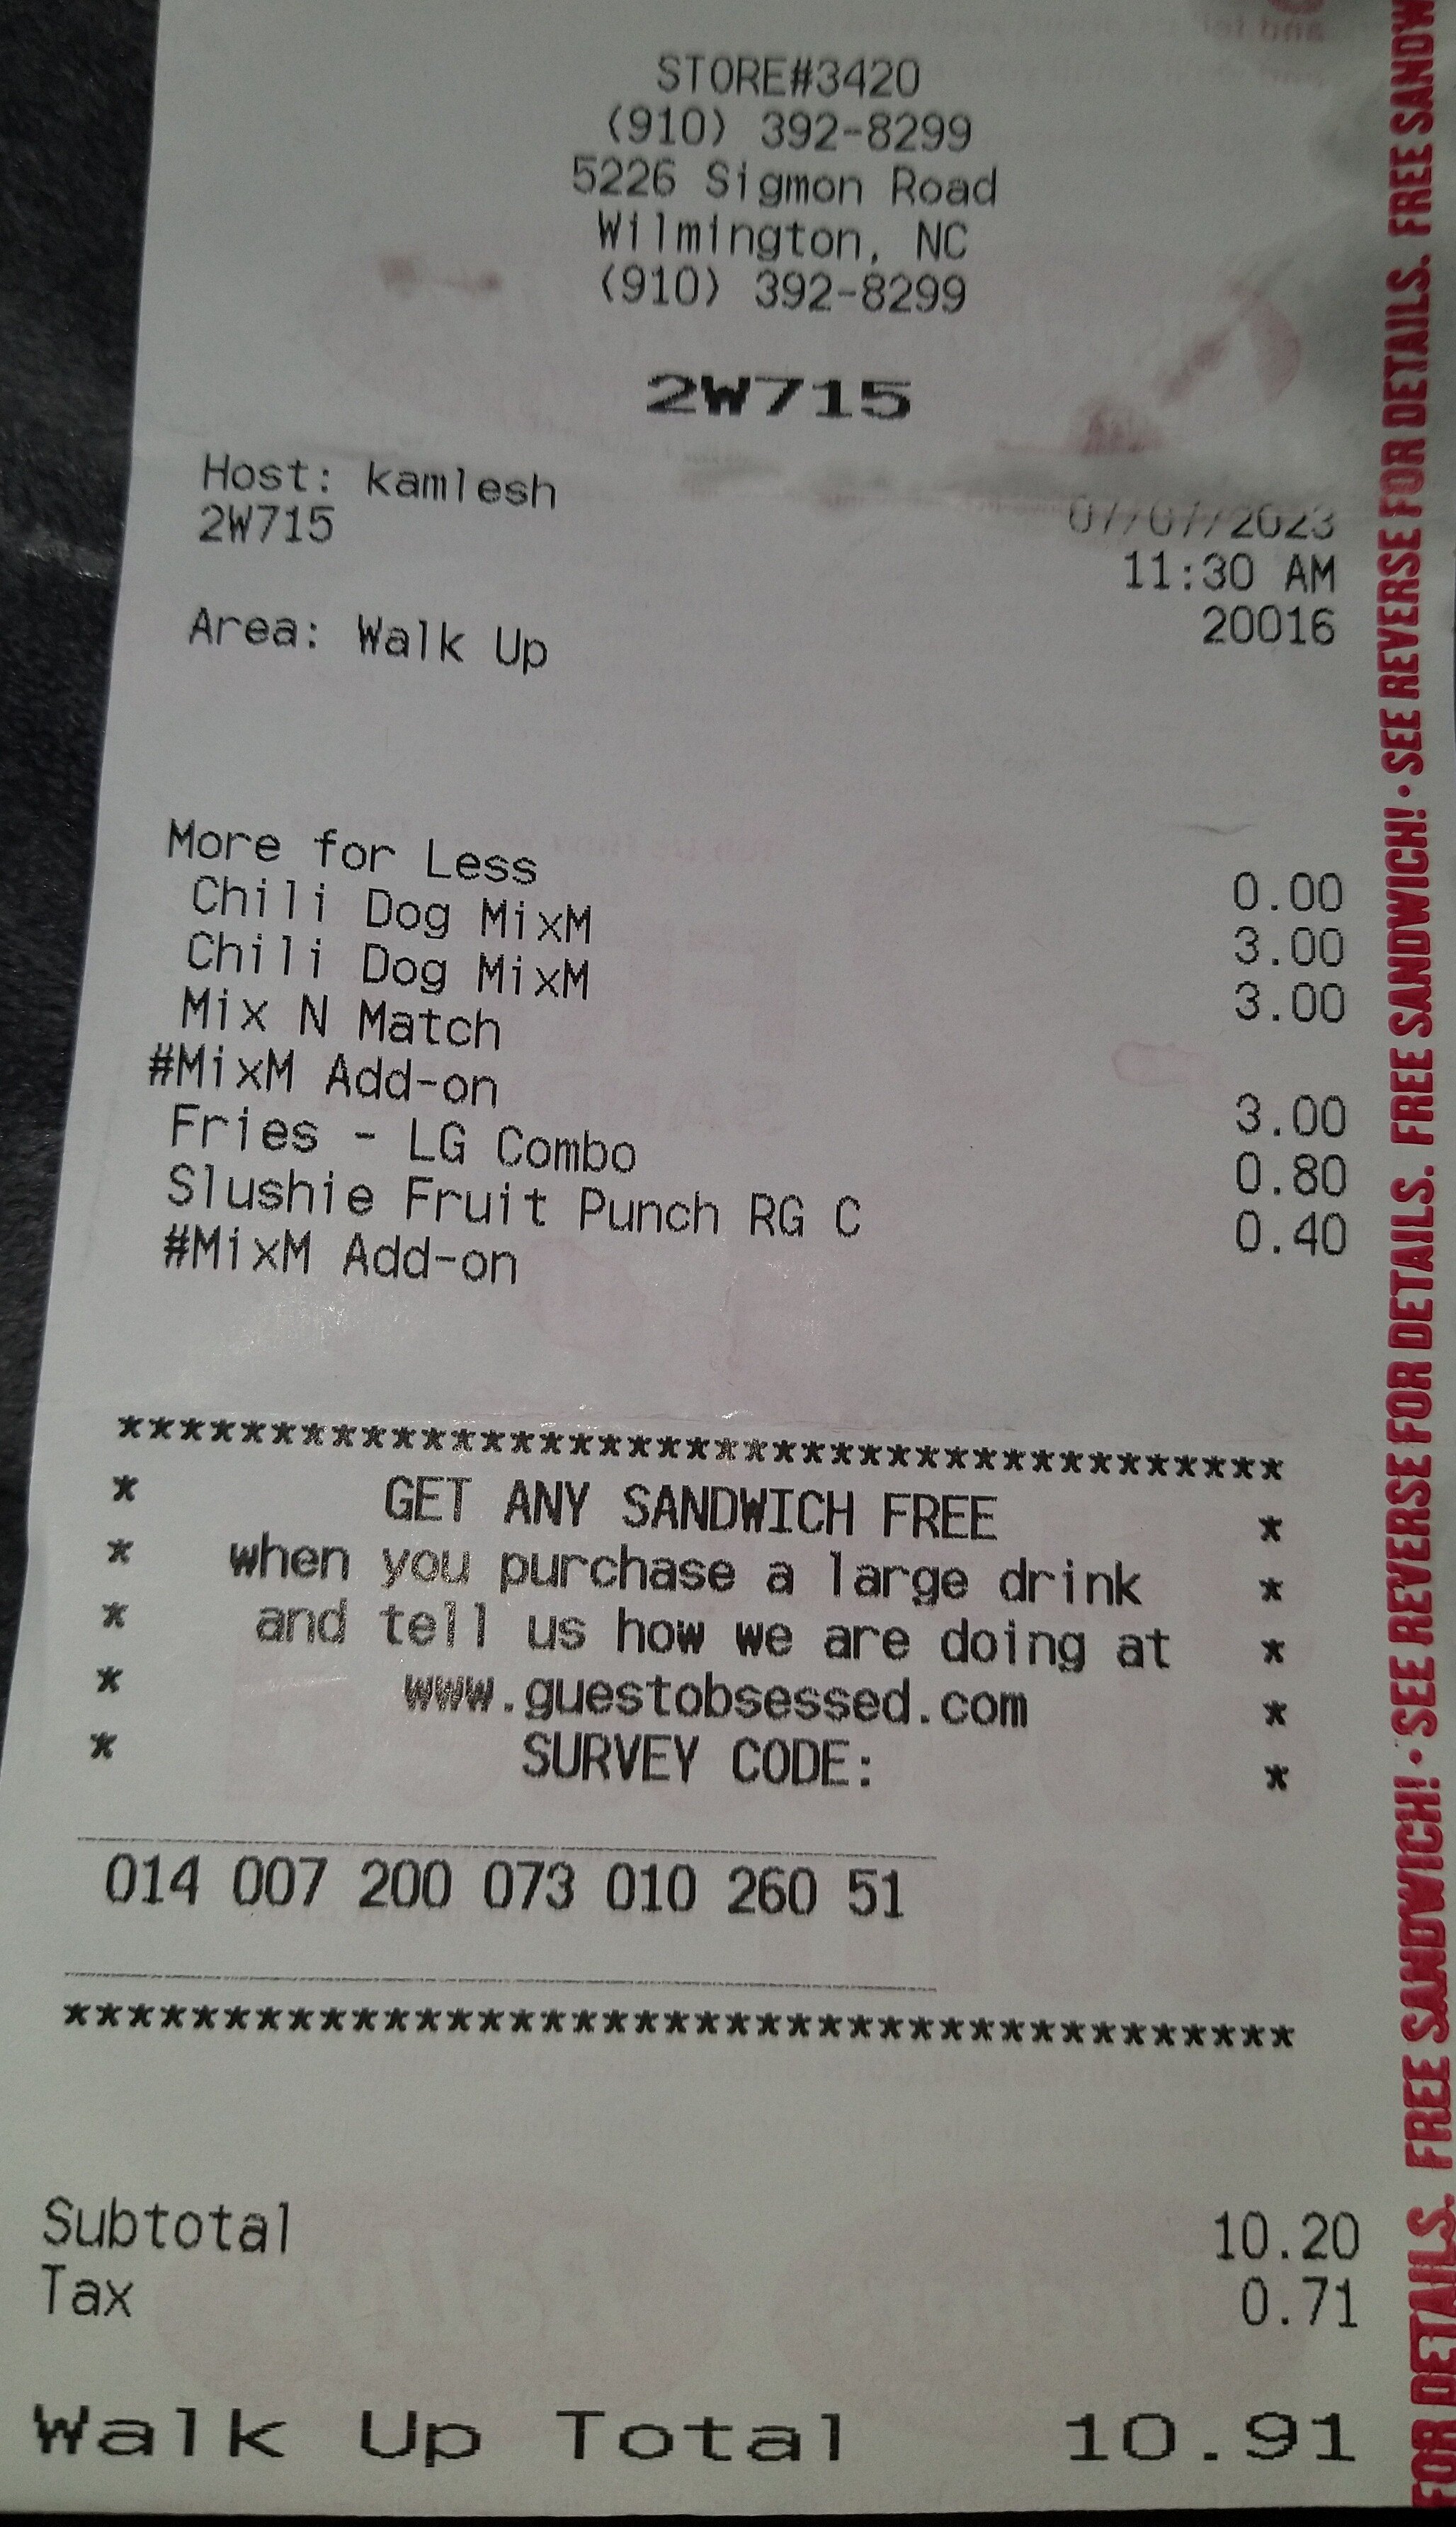 STORE#3420
(910) 392-8299
5226 Sigmon Road
Wilmington, NC
(910) 392-8299
2W715
Host: kamlesh 07/07/2023
2W715 11:30 AM
20016
Area: Walk Up
More for Less 0.00
Chili Dog MixM 3.00
Chili Dog MixM 3.00
Mix N Match
#MixM Add-on 3.00
Fries - LG Combo 0.80
Slushie Fruit Punch RG C 0.40
#MixM Add-on
****************************************
* GET ANY SANDWICH FREE *
* when you purchase a large drink *
* and tell us how we are doing at *
* www.guestobsessed.com *
* SURVEY CODE: *
014 007 200 073 010 260 51
****************************************
Subtotal 10.20
Tax 0.71
Walk Up Total 10.91
FOR DETAILS. FREE SANDWICH! • SEE REVERSE FOR DETAILS. FREE SANDWICH! • SEE REVERSE FOR DETAILS. FREE SANDW